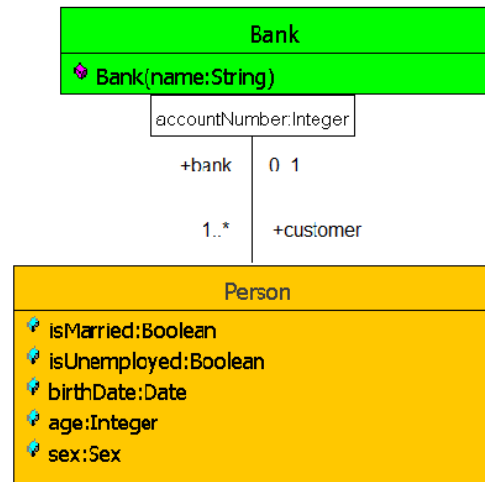 Bank
Bank(name:String)
accountNumber:Integer
+bank 0 1
1..* +customer
Person
isMarried:Boolean
isUnemployed:Boolean
birthDate:Date
age:Integer
sex:Sex